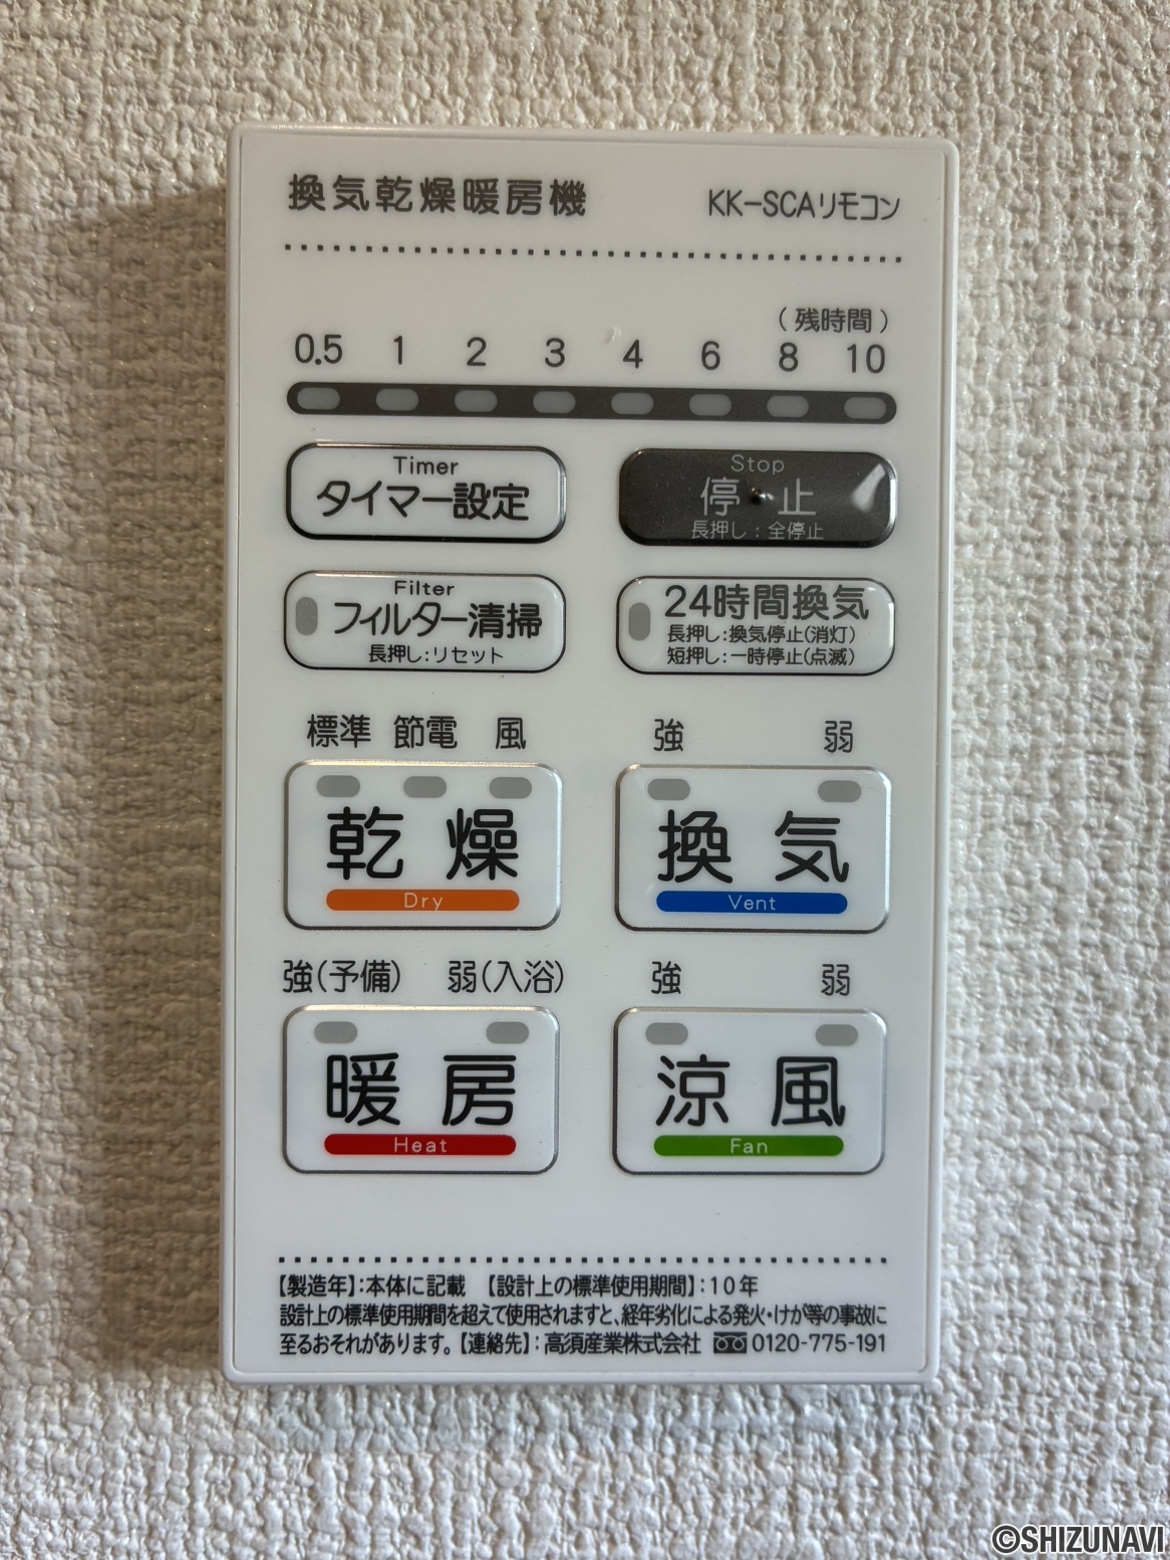 換気乾燥暖房機 KK-SCAリモコン
(残時間)
0.5 1 2 3 4 6 8 10
Timer
タイマー設定
Stop
停・止
長押し:全停止
Filter
フィルター清掃
長押し:リセット
24時間換気
長押し:換気停止(消灯)
短押し:一時停止(点滅)
標準 節電 風
乾燥
Dry
強 弱
換気
Vent
強(予備) 弱(入浴)
暖房
Heat
強 弱
涼風
Fan
【製造年】:本体に記載 【設計上の標準使用期間】:10年
設計上の標準使用期間を超えて使用されますと、経年劣化による発火・けが等の事故に
至るおそれがあります。【連絡先】:高須産業株式会社 0120-775-191
©SHIZUNAVI